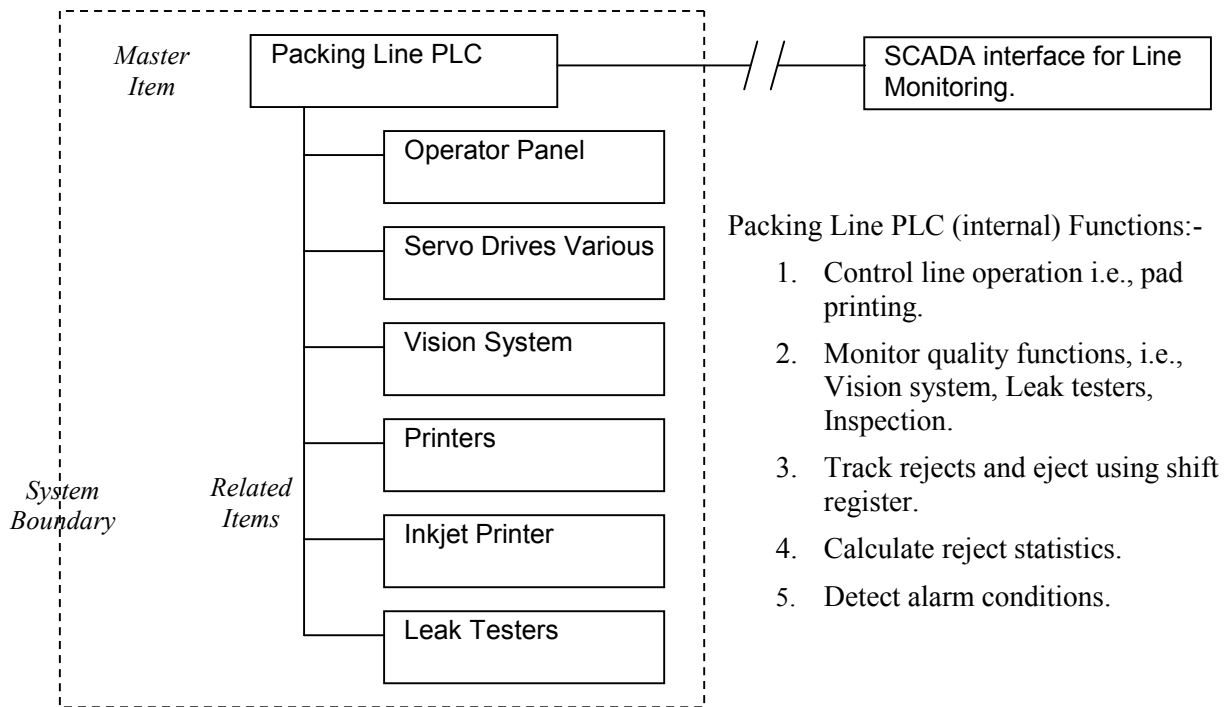 Master
Item
Packing Line PLC
SCADA interface for Line
Monitoring.
Operator Panel
Servo Drives Various
Vision System
Printers
Inkjet Printer
Leak Testers
System
Boundary
Related
Items
Packing Line PLC (internal) Functions:-
1. Control line operation i.e., pad
printing.
2. Monitor quality functions, i.e.,
Vision system, Leak testers,
Inspection.
3. Track rejects and eject using shift
register.
4. Calculate reject statistics.
5. Detect alarm conditions.